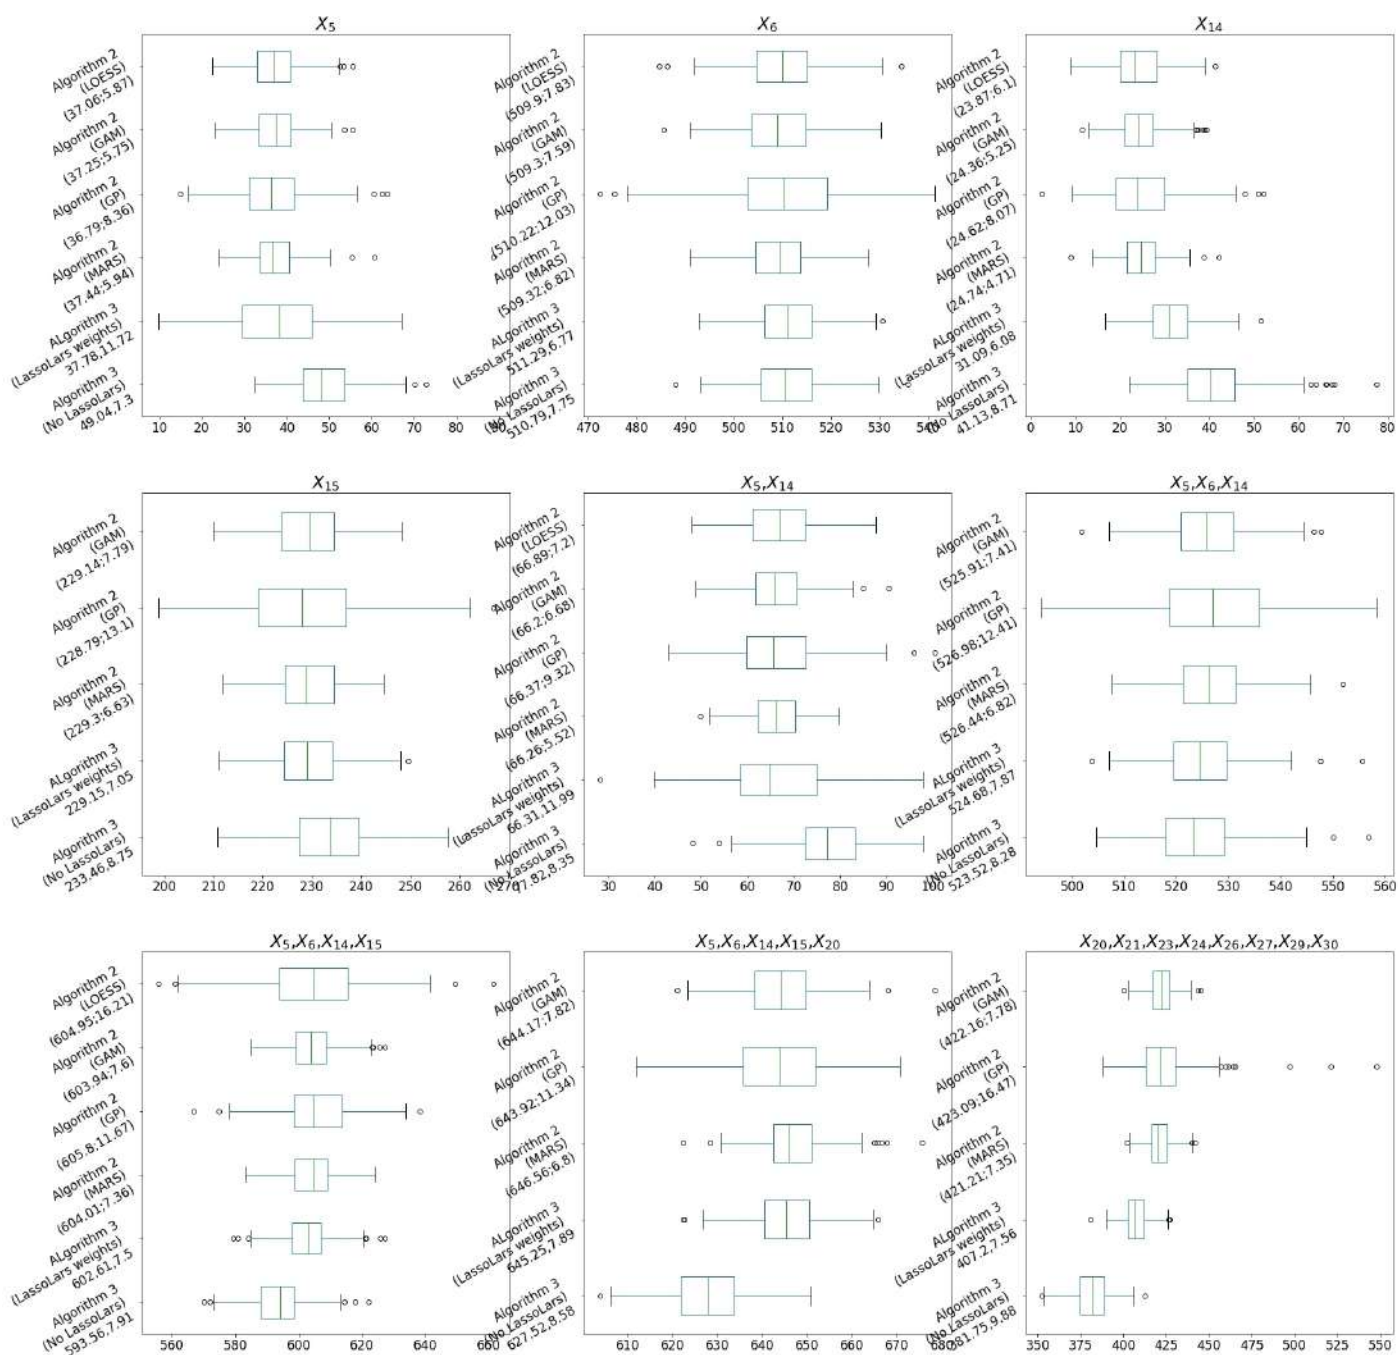 X5
Algorithm 2
(LOESS)
(37.06;5.87)
Algorithm 2
(GAM)
(37.25;5.75)
Algorithm 2
(GP)
(36.79;8.36)
Algorithm 2
(MARS)
(37.44;5.94)
ALgorithm 3
(LassoLars weights)
37.78,11.72
Algorithm 3
(No LassoLars)
49.04,7.3
10 20 30 40 50 60 70 80
X6
Algorithm 2
(LOESS)
(509.9;7.83)
Algorithm 2
(GAM)
(509.3;7.59)
Algorithm 2
(GP)
(510.22;12.03)
Algorithm 2
(MARS)
(509.32;6.82)
ALgorithm 3
(LassoLars weights)
511.29,6.77
Algorithm 3
(No LassoLars)
510.79,7.75
470 480 490 500 510 520 530 540
X14
Algorithm 2
(LOESS)
(23.87;6.1)
Algorithm 2
(GAM)
(24.36;5.25)
Algorithm 2
(GP)
(24.62;8.07)
Algorithm 2
(MARS)
(24.74;4.71)
ALgorithm 3
(LassoLars weights)
31.09,6.08
Algorithm 3
(No LassoLars)
41.13,8.71
0 10 20 30 40 50 60 70 80
X15
Algorithm 2
(GAM)
(229.14;7.79)
Algorithm 2
(GP)
(228.79;13.1)
Algorithm 2
(MARS)
(229.3;6.63)
ALgorithm 3
(LassoLars weights)
229.15,7.05
Algorithm 3
(No LassoLars)
233.46,8.75
200 210 220 230 240 250 260 270
X5,X14
Algorithm 2
(LOESS)
(66.89;7.2)
Algorithm 2
(GAM)
(66.2;6.68)
Algorithm 2
(GP)
(66.37;9.32)
Algorithm 2
(MARS)
(66.26;5.52)
ALgorithm 3
(LassoLars weights)
66.31,11.99
Algorithm 3
(No LassoLars)
77.82,8.35
30 40 50 60 70 80 90 100
X5,X6,X14
Algorithm 2
(GAM)
(525.91;7.41)
Algorithm 2
(GP)
(526.98;12.41)
Algorithm 2
(MARS)
(526.44;6.82)
ALgorithm 3
(LassoLars weights)
524.68,7.87
Algorithm 3
(No LassoLars)
523.52,8.28
500 510 520 530 540 550 560
X5,X6,X14,X15
Algorithm 2
(LOESS)
(604.95;16.21)
Algorithm 2
(GAM)
(603.94;7.6)
Algorithm 2
(GP)
(605.8;11.67)
Algorithm 2
(MARS)
(604.01;7.36)
ALgorithm 3
(LassoLars weights)
602.61,7.5
Algorithm 3
(No LassoLars)
593.56,7.91
560 580 600 620 640 660
X5,X6,X14,X15,X20
Algorithm 2
(GAM)
(644.17;7.82)
Algorithm 2
(GP)
(643.92;11.34)
Algorithm 2
(MARS)
(646.56;6.8)
ALgorithm 3
(LassoLars weights)
645.25,7.89
Algorithm 3
(No LassoLars)
627.52,8.58
610 620 630 640 650 660 670 680
X20,X21,X23,X24,X26,X27,X29,X30
Algorithm 2
(GAM)
(422.16;7.78)
Algorithm 2
(GP)
(423.09;16.47)
Algorithm 2
(MARS)
(421.21;7.35)
ALgorithm 3
(LassoLars weights)
407.2,7.56
Algorithm 3
(No LassoLars)
381.75,9.88
350 375 400 425 450 475 500 525 550